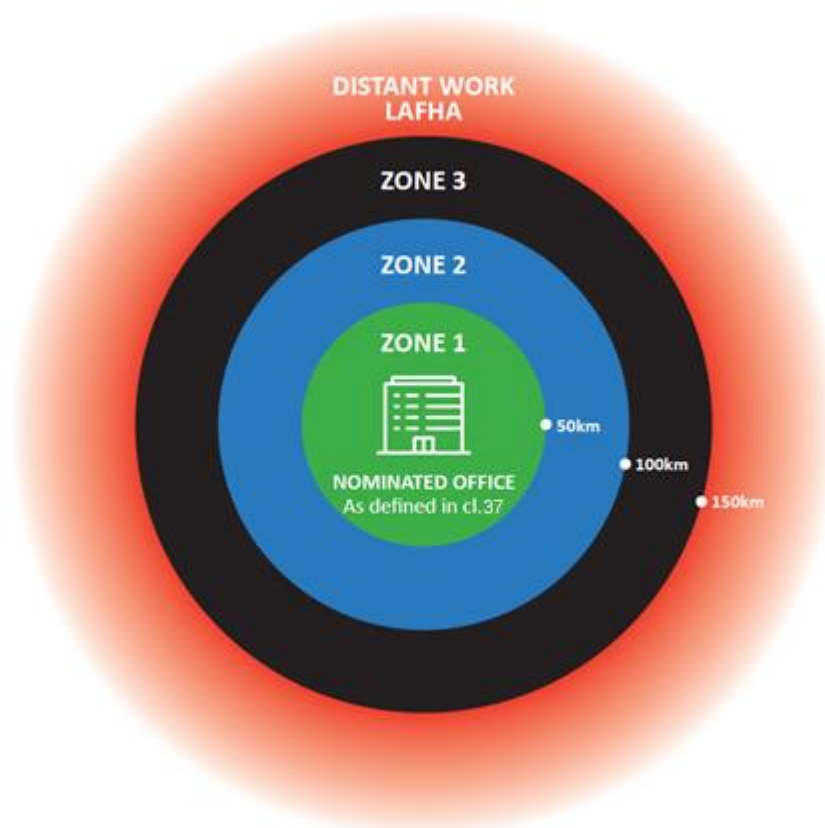 DISTANT WORK
LAFHA
ZONE 3
ZONE 2
ZONE 1
50km
100km
NOMINATED OFFICE
As defined in cl.37
150km